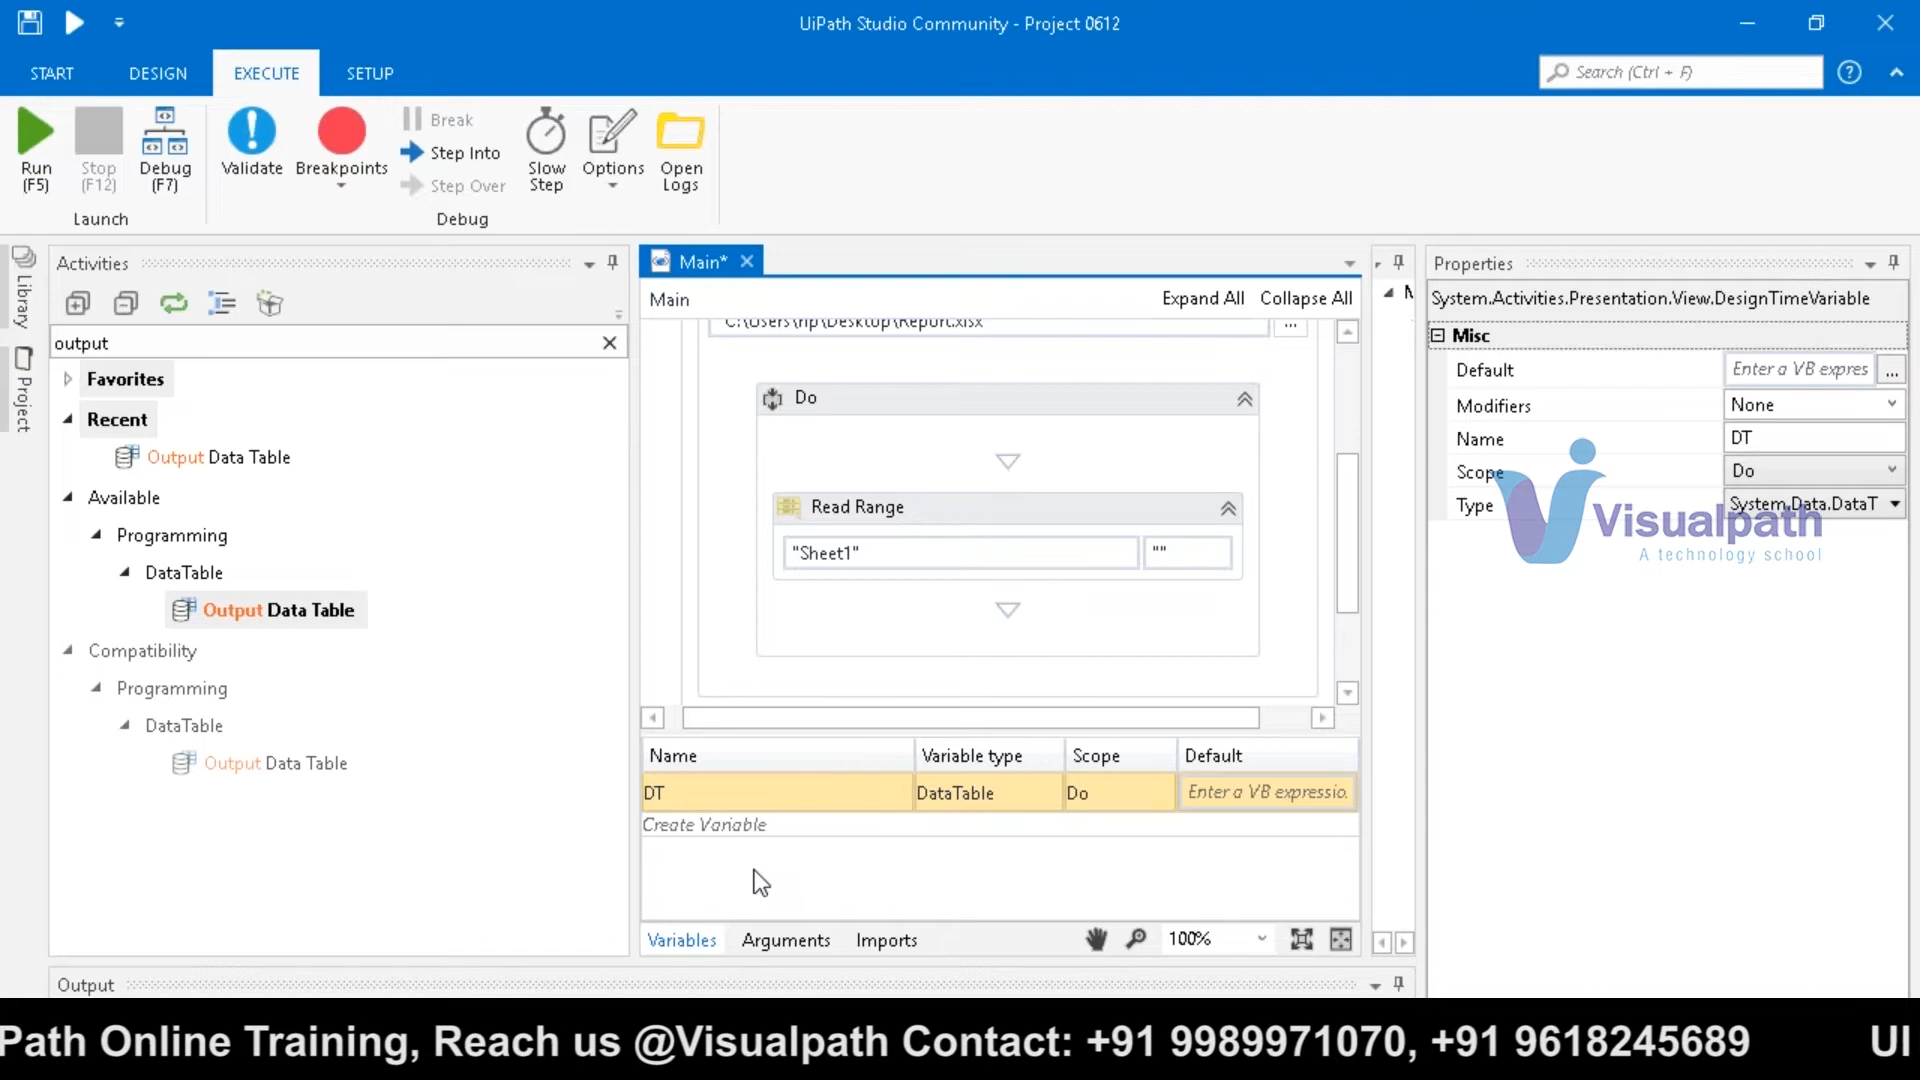 UiPath Studio Community - Project 0612
START DESIGN EXECUTE SETUP
Search (Ctrl + F)
Run (F5)
Stop (F12)
Debug (F7)
Launch
Validate
Breakpoints
Break
Step Into
Step Over
Slow Step
Options
Open Logs
Debug
Library
Project
Activities
output
Favorites
Recent
Output Data Table
Available
Programming
DataTable
Output Data Table
Compatibility
Programming
DataTable
Output Data Table
Main*
Main
Expand All Collapse All
C:\Users\hp\Desktop\Report.xlsx
...
Do
Read Range
"Sheet1" ""
Name Variable type Scope Default
DT DataTable Do Enter a VB expressio
Create Variable
Variables Arguments Imports 100%
Properties
System.Activities.Presentation.View.DesignTimeVariable
Misc
Default Enter a VB expres ...
Modifiers None
Name DT
Scope Do
Type System.Data.DataT
Visualpath
A technology school
Output
Path Online Training, Reach us @Visualpath Contact: +91 9989971070, +91 9618245689 UI